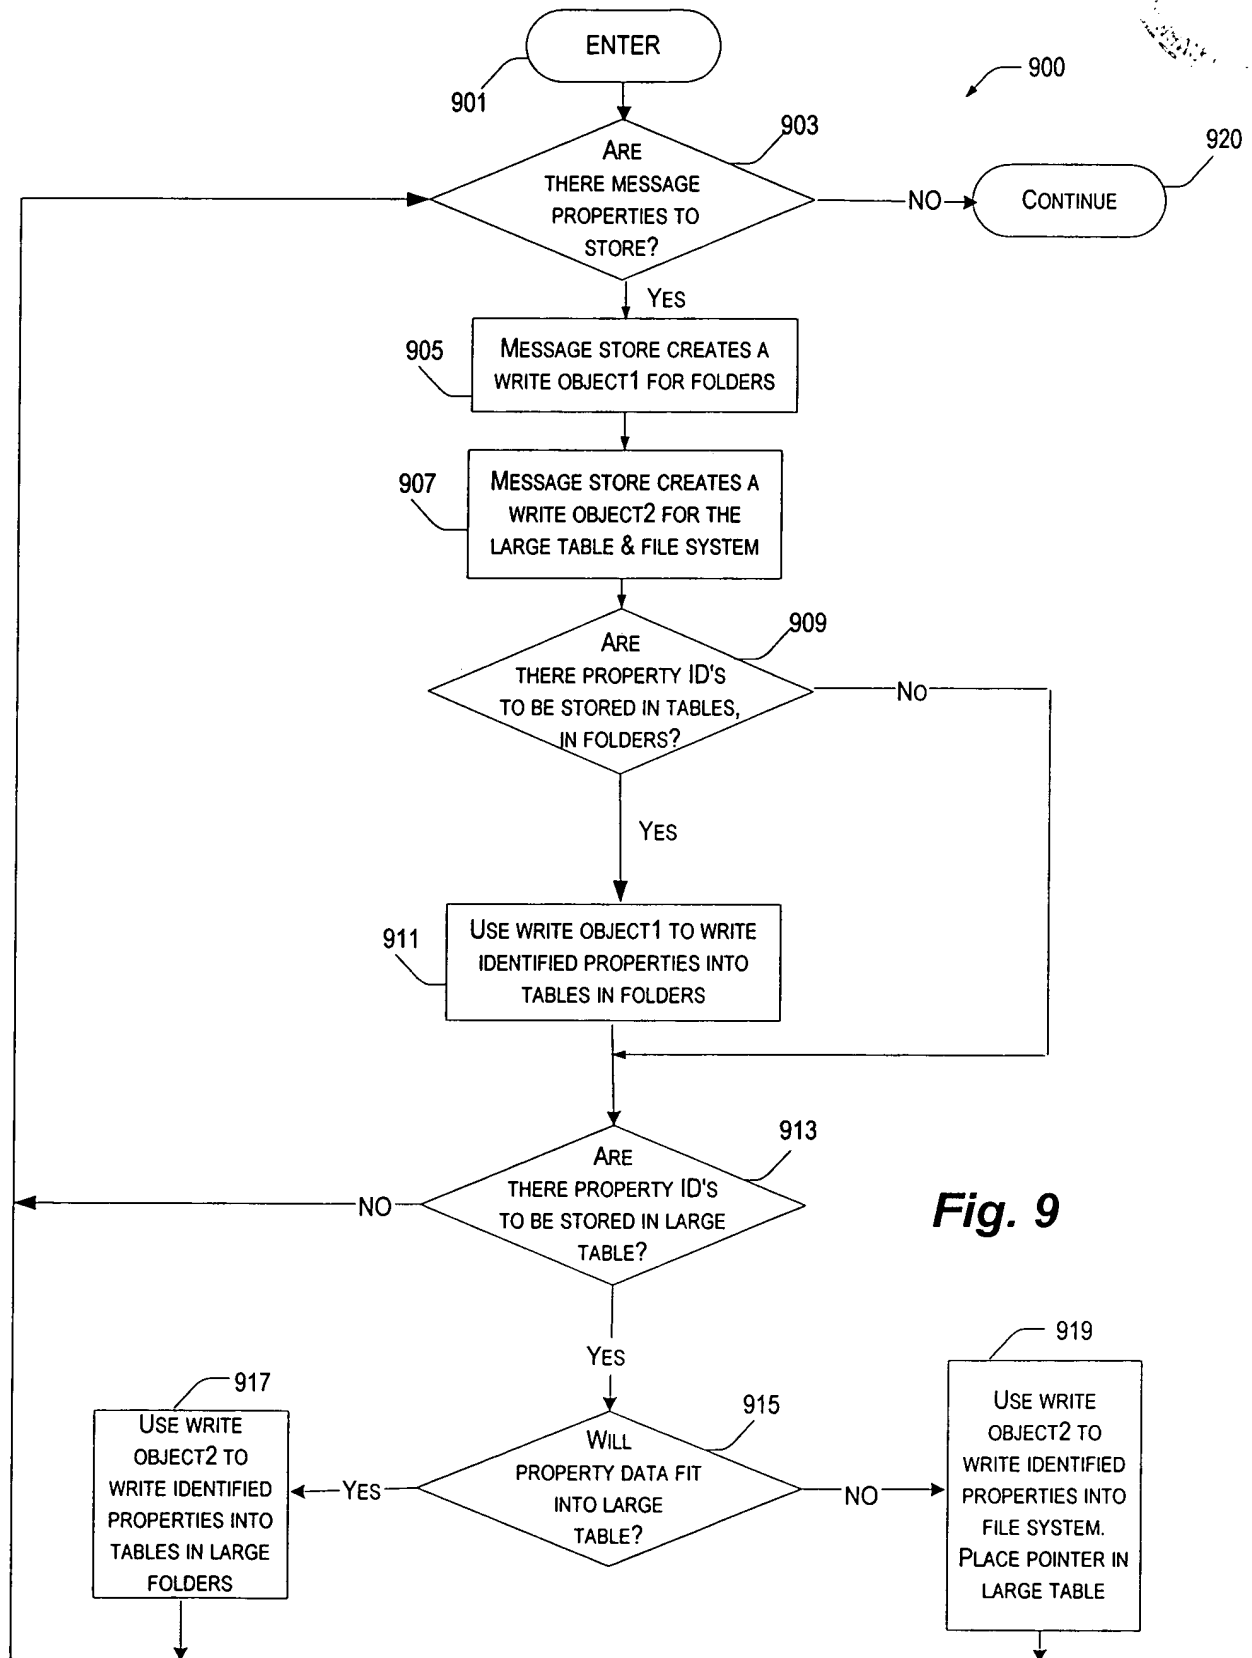 ENTER
901
900
ARE
THERE MESSAGE
PROPERTIES TO
STORE?
903
NO
CONTINUE
920
YES
905
MESSAGE STORE CREATES A
WRITE OBJECT1 FOR FOLDERS
907
MESSAGE STORE CREATES A
WRITE OBJECT2 FOR THE
LARGE TABLE & FILE SYSTEM
909
ARE
THERE PROPERTY ID'S
TO BE STORED IN TABLES,
IN FOLDERS?
NO
YES
911
USE WRITE OBJECT1 TO WRITE
IDENTIFIED PROPERTIES INTO
TABLES IN FOLDERS
913
ARE
THERE PROPERTY ID'S
TO BE STORED IN LARGE
TABLE?
NO
Fig. 9
YES
917
USE WRITE
OBJECT2 TO
WRITE IDENTIFIED
PROPERTIES INTO
TABLES IN LARGE
FOLDERS
YES
915
WILL
PROPERTY DATA FIT
INTO LARGE
TABLE?
NO
919
USE WRITE
OBJECT2 TO
WRITE IDENTIFIED
PROPERTIES INTO
FILE SYSTEM.
PLACE POINTER IN
LARGE TABLE